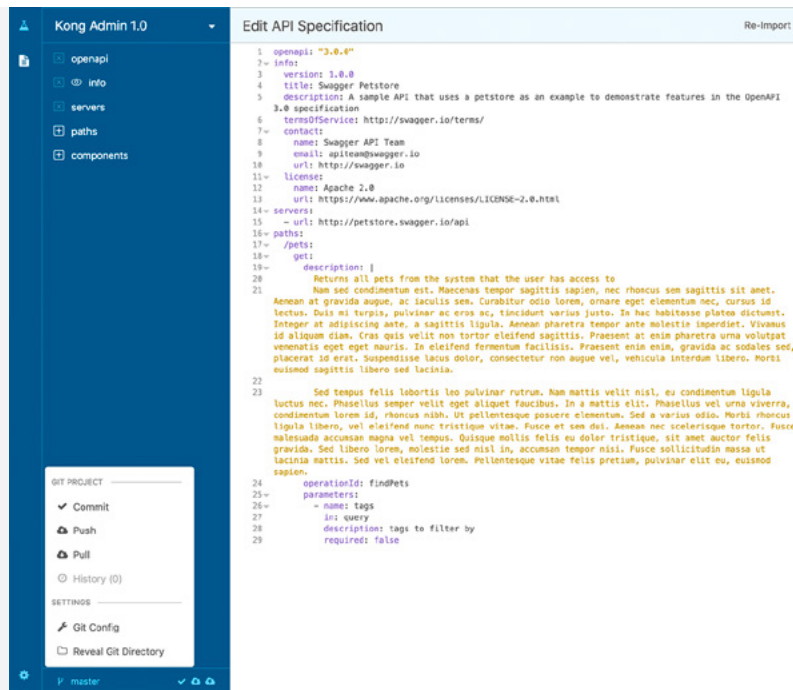 Kong Admin 1.0
openapi
info
servers
paths
components
GIT PROJECT
Commit
Push
Pull
History (0)
SETTINGS
Git Config
Reveal Git Directory
master
Edit API Specification
Re-Import
1 openapi: "3.0.4"
2 info:
3 version: 1.0.0
4 title: Swagger Petstore
5 description: A sample API that uses a petstore as an example to demonstrate features in the OpenAPI
3.0 specification
6 termsOfService: http://swagger.io/terms/
7 contact:
8 name: Swagger API Team
9 email: apiteam@swagger.io
10 url: http://swagger.io
11 license:
12 name: Apache 2.0
13 url: https://www.apache.org/licenses/LICENSE-2.0.html
14 servers:
15 - url: http://petstore.swagger.io/api
16 paths:
17 /pets:
18 get:
19 description: |
20 Returns all pets from the system that the user has access to
21 Nam sed condimentum est. Maecenas tempor sagittis sapien, nec rhoncus sem sagittis sit amet.
Aenean at gravida augue, ac iaculis sem. Curabitur odio lorem, ornare eget elementum nec, cursus id
lectus. Duis mi turpis, pulvinar ac eros ac, tincidunt varius justo. In hac habitasse platea dictumst.
Integer at adipiscing ante, a sagittis ligula. Aenean pharetra tempor ante molestie imperdiet. Vivamus
id aliquam diam. Cras quis velit non tortor eleifend sagittis. Praesent at enim pharetra urna volutpat
venenatis eget eget mauris. In eleifend fermentum facilisis. Praesent enim enim, gravida ac sodales sed,
placerat id erat. Suspendisse lacus dolor, consectetur non augue vel, vehicula interdum libero. Morbi
euismod sagittis libero sed lacinia.
22
23 Sed tempus felis lobortis leo pulvinar rutrum. Nam mattis velit nisl, eu condimentum ligula
luctus nec. Phasellus semper velit eget aliquet faucibus. In a mattis elit. Phasellus vel urna viverra,
condimentum lorem id, rhoncus nibh. Ut pellentesque posuere elementum. Sed a varius odio. Morbi rhoncus
ligula libero, vel eleifend nunc tristique vitae. Fusce et sem dui. Aenean nec scelerisque tortor. Fusce
malesuada accumsan magna vel tempus. Quisque mollis felis eu dolor tristique, sit amet auctor felis
gravida. Sed libero lorem, molestie sed nisl in, accumsan tempor nisi. Fusce sollicitudin massa ut
lacinia mattis. Sed vel eleifend lorem. Pellentesque vitae felis pretium, pulvinar elit eu, euismod
sapien.
24 operationId: findPets
25 parameters:
26 - name: tags
27 in: query
28 description: tags to filter by
29 required: false